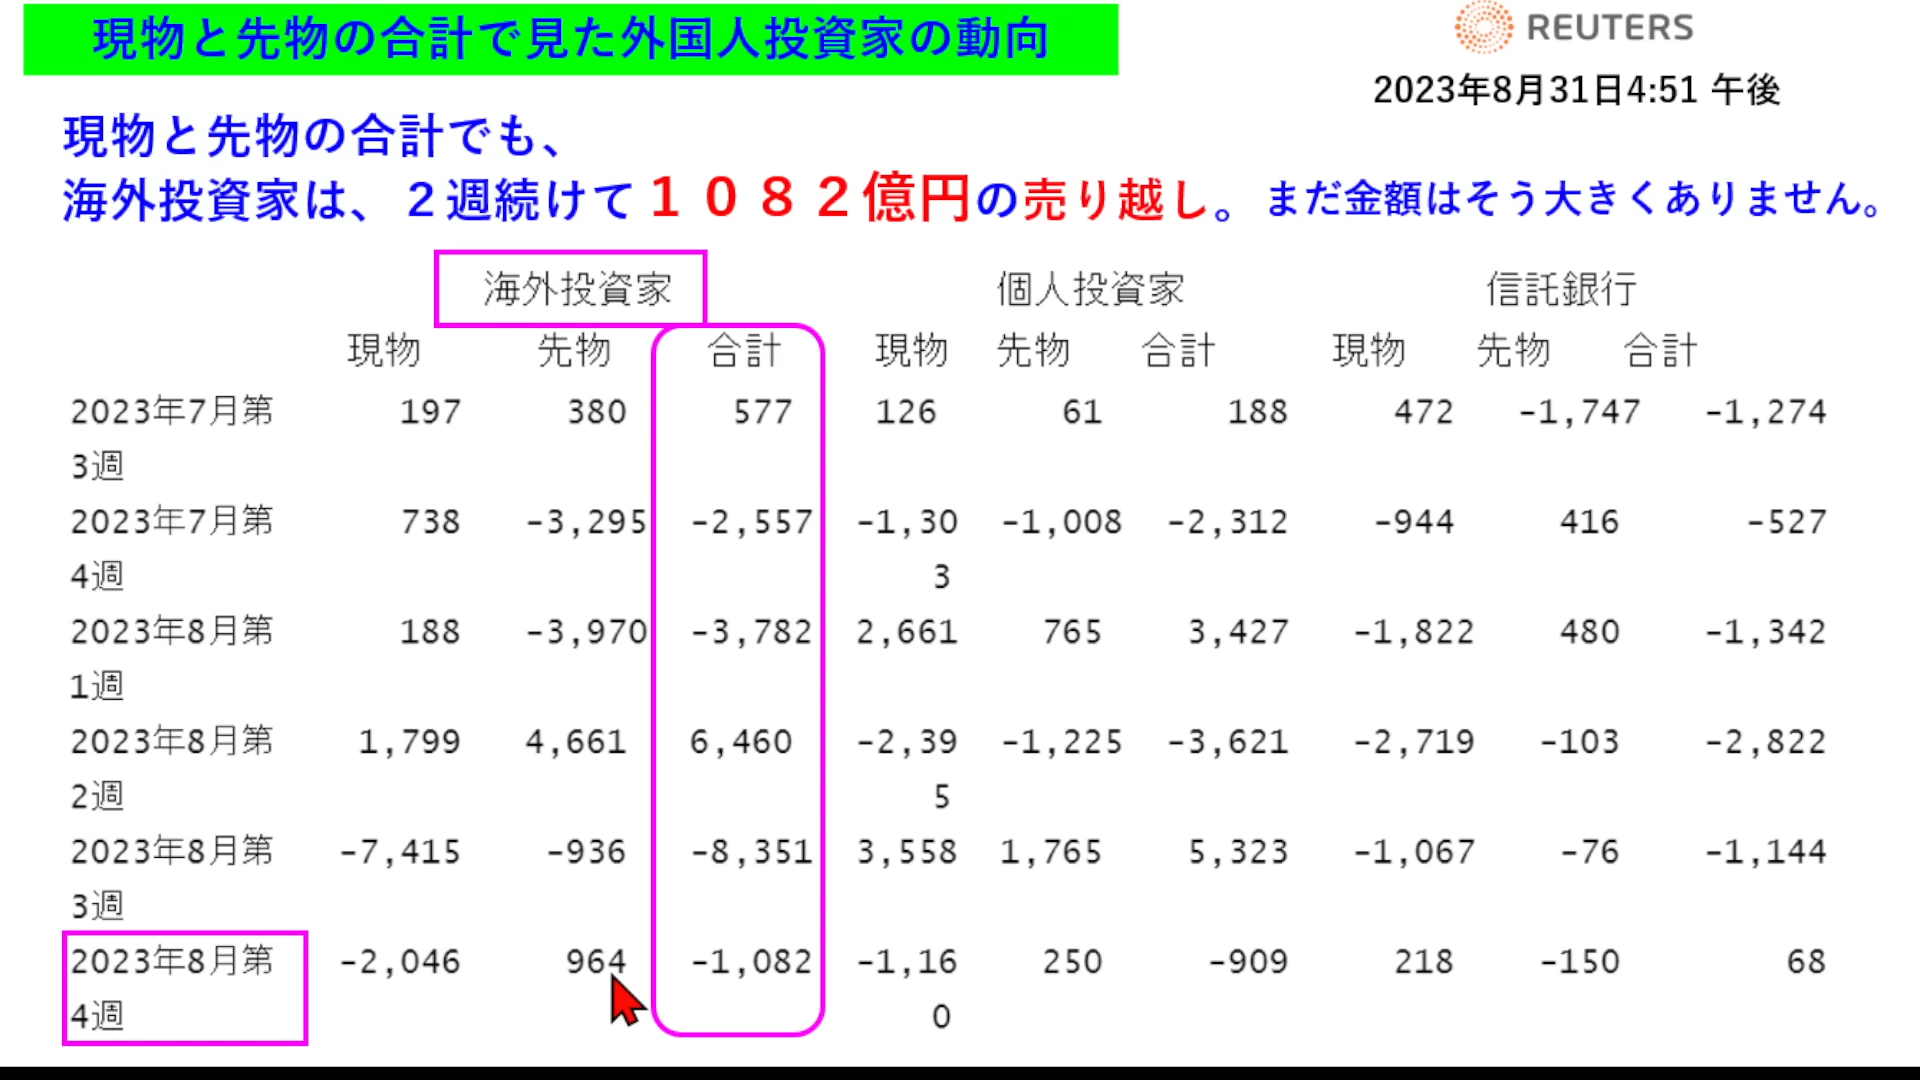 現物と先物の合計で見た外国人投資家の動向
REUTERS
2023年8月31日4:51 午後
現物と先物の合計でも、
海外投資家は、２週続けて１０８２億円の売り越し。まだ金額はそう大きくありません。
海外投資家 個人投資家 信託銀行
現物 先物 合計 現物 先物 合計 現物 先物 合計
2023年7月第 197 380 577 126 61 188 472 -1,747 -1,274
3週
2023年7月第 738 -3,295 -2,557 -1,30 -1,008 -2,312 -944 416 -527
4週 3
2023年8月第 188 -3,970 -3,782 2,661 765 3,427 -1,822 480 -1,342
1週
2023年8月第 1,799 4,661 6,460 -2,39 -1,225 -3,621 -2,719 -103 -2,822
2週 5
2023年8月第 -7,415 -936 -8,351 3,558 1,765 5,323 -1,067 -76 -1,144
3週
2023年8月第 -2,046 964 -1,082 -1,16 250 -909 218 -150 68
4週 0